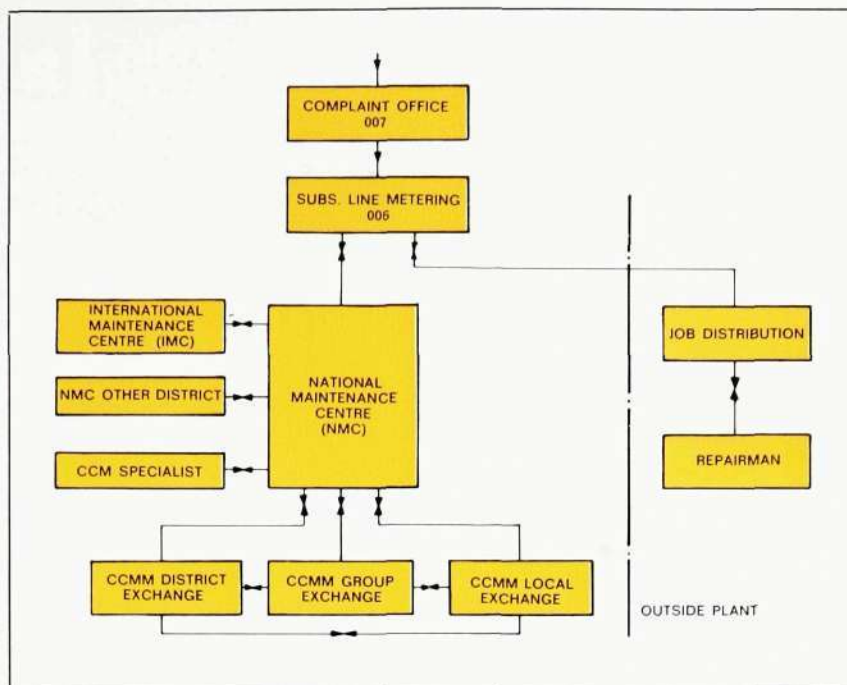 COMPLAINT OFFICE
007
SUBS. LINE METERING
006
INTERNATIONAL
MAINTENANCE
CENTRE (IMC)
NMC OTHER DISTRICT
CCM SPECIALIST
NATIONAL
MAINTENANCE
CENTRE
(NMC)
JOB DISTRIBUTION
REPAIRMAN
CCMM DISTRICT
EXCHANGE
CCMM GROUP
EXCHANGE
CCMM LOCAL
EXCHANGE
OUTSIDE PLANT